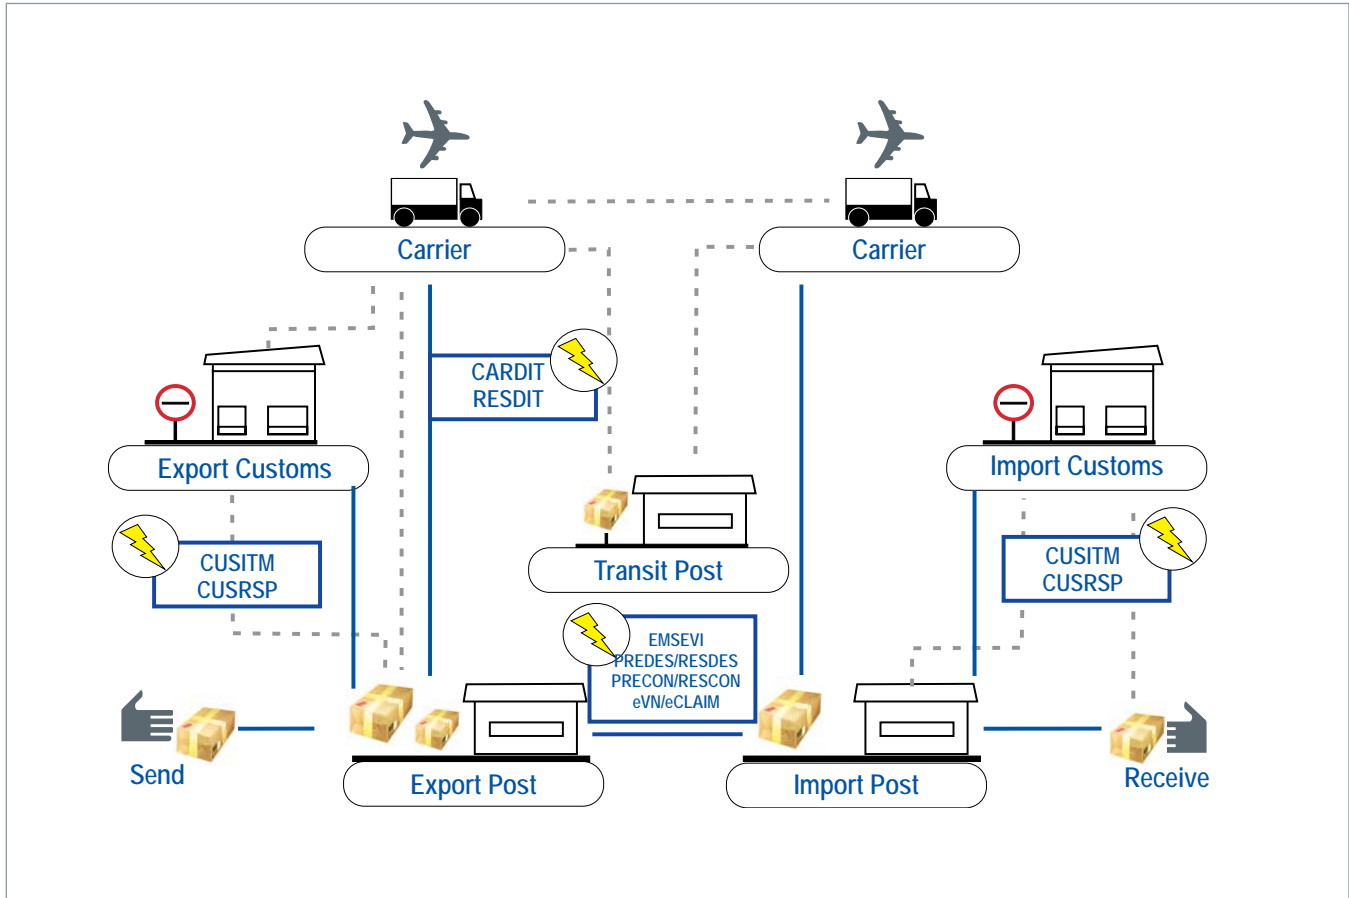 Carrier
Carrier
CARDIT
RESDIT
Export Customs
Import Customs
CUSITM
CUSRSP
Transit Post
CUSITM
CUSRSP
EMSEVI
PREDES/RESDES
PRECON/RESCON
eVN/eCLAIM
Send
Export Post
Import Post
Receive